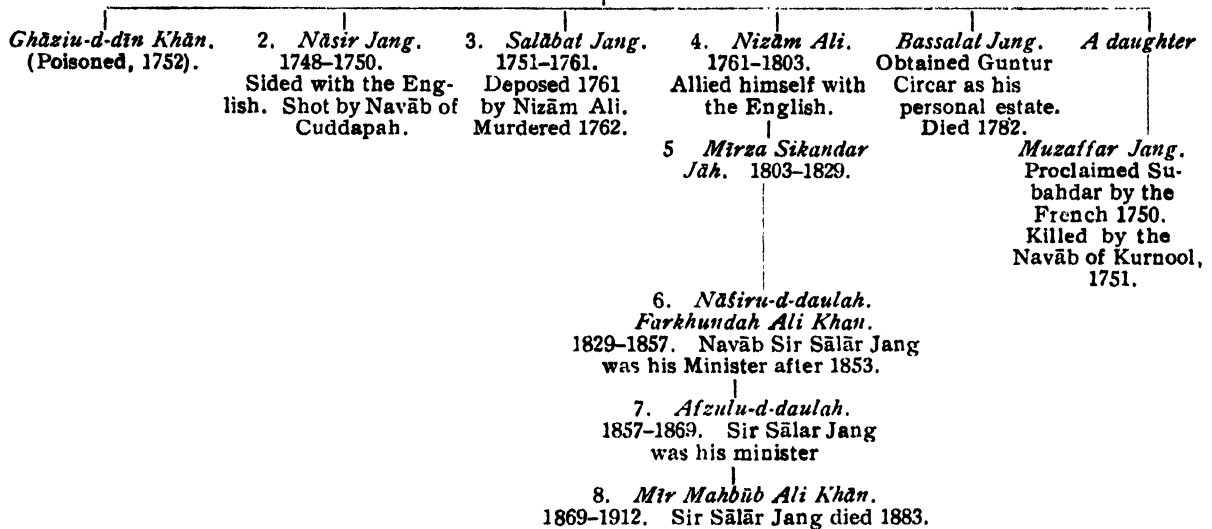 Ghāziu-d-dīn Khān.
(Poisoned, 1752).
2. Nāsir Jang.
1748–1750.
Sided with the Eng-
lish. Shot by Navāb of
Cuddapah.
3. Salābat Jang.
1751–1761.
Deposed 1761
by Nizām Ali.
Murdered 1762.
4. Nizām Ali.
1761–1803.
Allied himself with
the English.
Bassalat Jang.
Obtained Guntur
Circar as his
personal estate.
Died 1782.
A daughter
5 Mīrza Sikandar
Jāh. 1803–1829.
Muzaffar Jang.
Proclaimed Su-
bahdar by the
French 1750.
Killed by the
Navāb of Kurnool,
1751.
6. Nāśiru-d-daulah.
Farkhundah Ali Khan.
1829–1857. Navāb Sir Sālār Jang
was his Minister after 1853.
7. Afzulu-d-daulah.
1857–1869. Sir Sālar Jang
was his minister
8. Mīr Mahbūb Ali Khān.
1869–1912. Sir Sālār Jang died 1883.